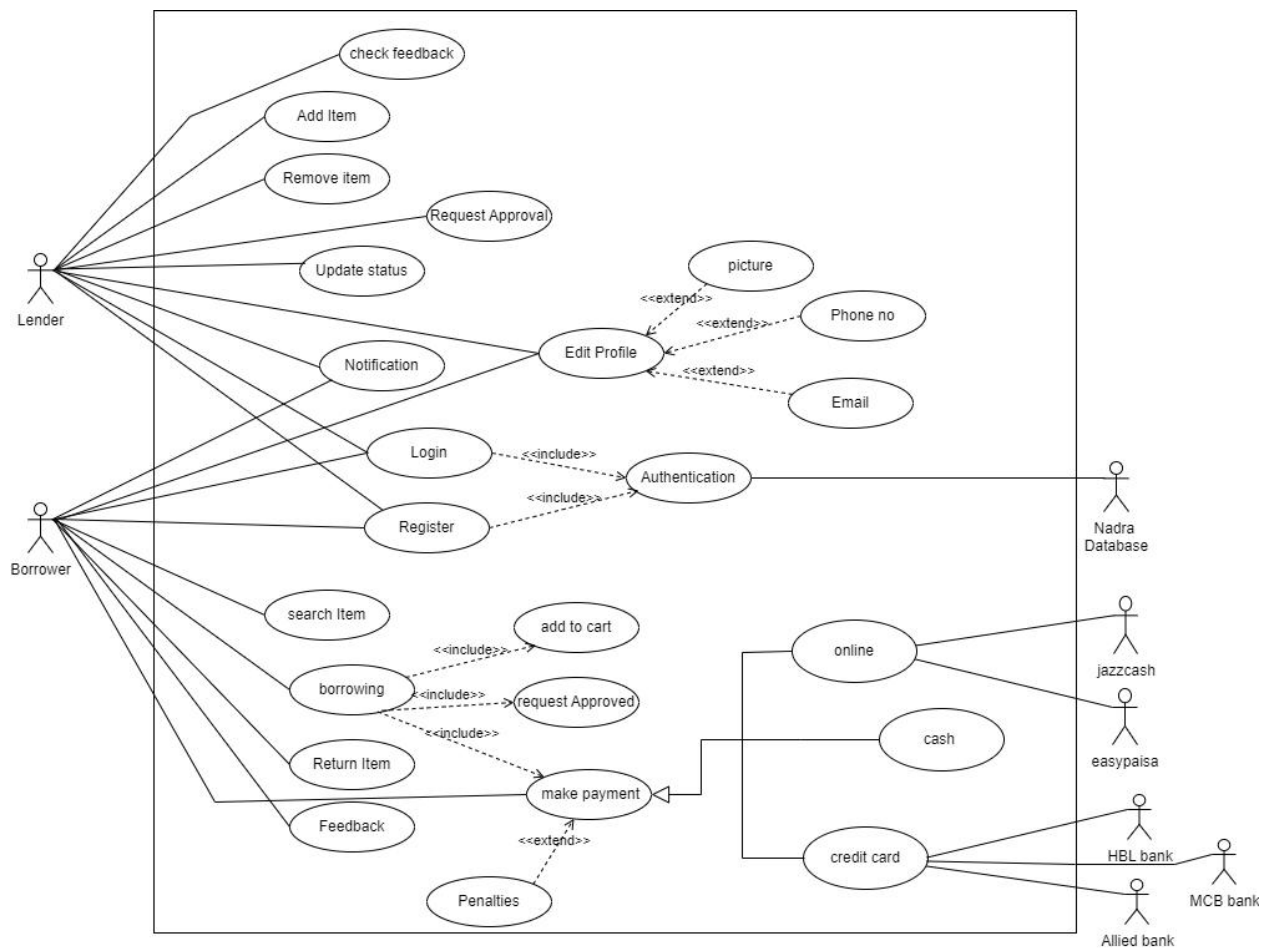 check feedback
Add Item
Remove item
Request Approval
Update status
Lender
picture
<<extend>>
Phone no
<<extend>>
Edit Profile
Notification
<<extend>>
Email
Login
<<include>>
Authentication
<<include>>
Register
Nadra
Database
Borrower
search Item
add to cart
<<include>>
online
jazzcash
borrowing
<<include>>
request Approved
<<include>>
cash
easypaisa
Return Item
make payment
Feedback
<<extend>>
credit card
HBL bank
Penalties
MCB bank
Allied bank